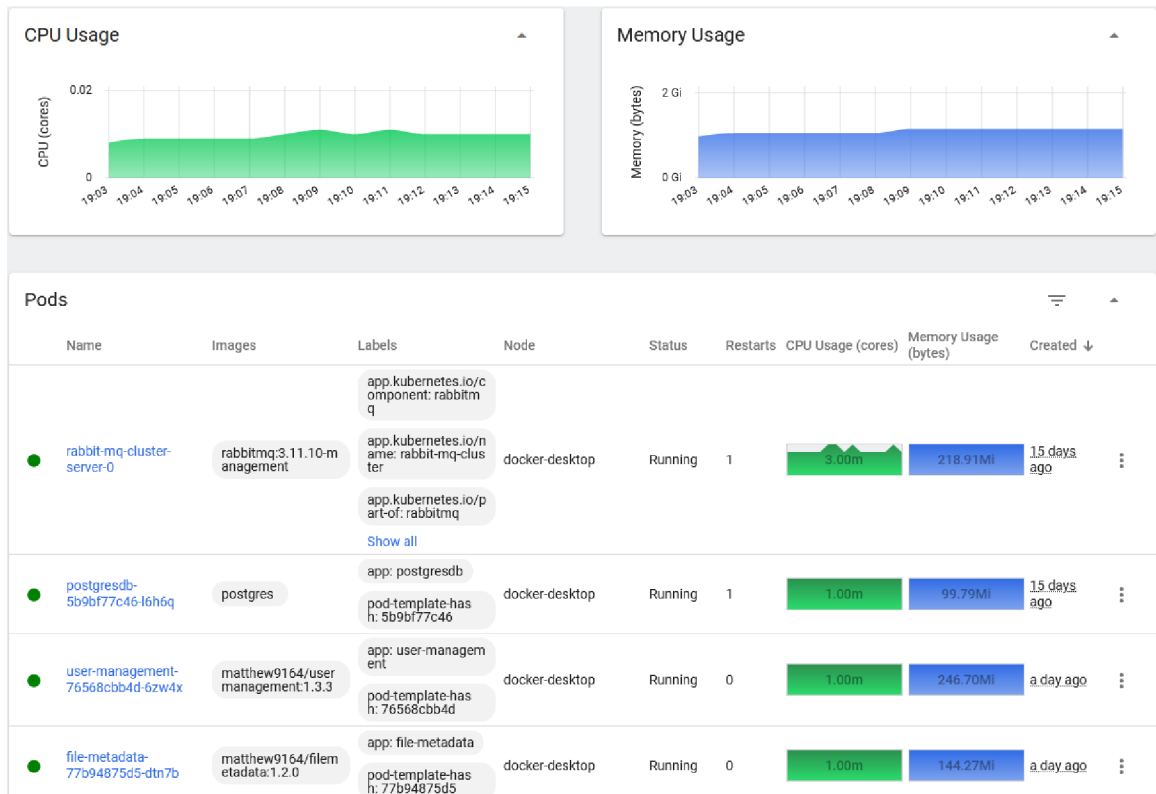 CPU Usage
Memory Usage
CPU (cores)
0.02
0
19:03 19:04 19:05 19:06 19:07 19:08 19:09 19:10 19:11 19:12 19:13 19:14 19:15
Memory (bytes)
2 Gi
0 Gi
19:03 19:04 19:05 19:06 19:07 19:08 19:09 19:10 19:11 19:12 19:13 19:14 19:15
Pods
Name Images Labels Node Status Restarts CPU Usage (cores) Memory Usage
(bytes) Created
rabbit-mq-cluster-
server-0
rabbitmq:3.11.10-m
anagement
app.kubernetes.io/c
omponent: rabbitm
q
app.kubernetes.io/n
ame: rabbit-mq-clus
ter
app.kubernetes.io/p
art-of: rabbitmq
Show all
docker-desktop
Running
1
3.00m
218.91Mi
15 days
ago
postgresdb-
5b9bf77c46-l6h6q
postgres
app: postgresdb
pod-template-has
h: 5b9bf77c46
docker-desktop
Running
1
1.00m
99.79Mi
15 days
ago
user-management-
76568cbb4d-6zw4x
matthew9164/user
management:1.3.3
app: user-managem
ent
pod-template-has
h: 76568cbb4d
docker-desktop
Running
0
1.00m
246.70Mi
a day ago
file-metadata-
77b94875d5-dtn7b
matthew9164/filem
etadata:1.2.0
app: file-metadata
pod-template-has
h: 77b94875d5
docker-desktop
Running
0
1.00m
144.27Mi
a day ago